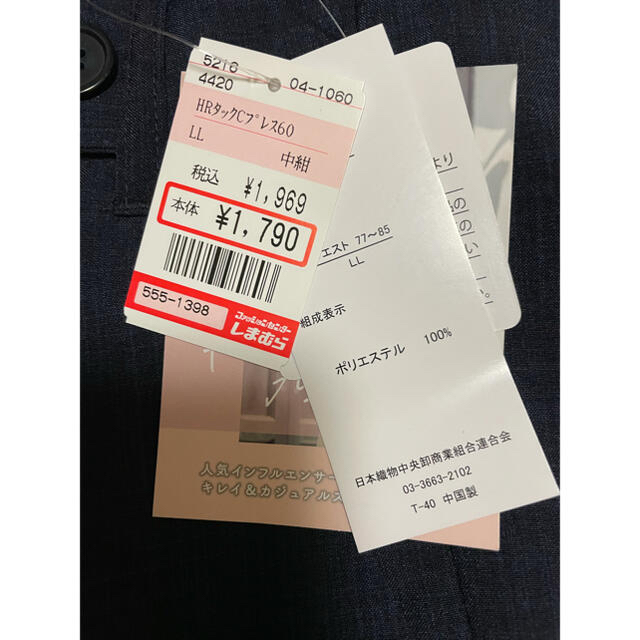 5216
4420
04-1060
HRタックCプレス60
LL
中紺
税込 ¥1,969
本体 ¥1,790
555-1398
ファッションセンター
しまむら
エスト 77〜85
LL
組成表示
ポリエステル 100%
日本織物中央卸商業組合連合会
03-3663-2102
T-40 中国製
より
の
い
人気インフルエンサー
キレイ&カジュアルス